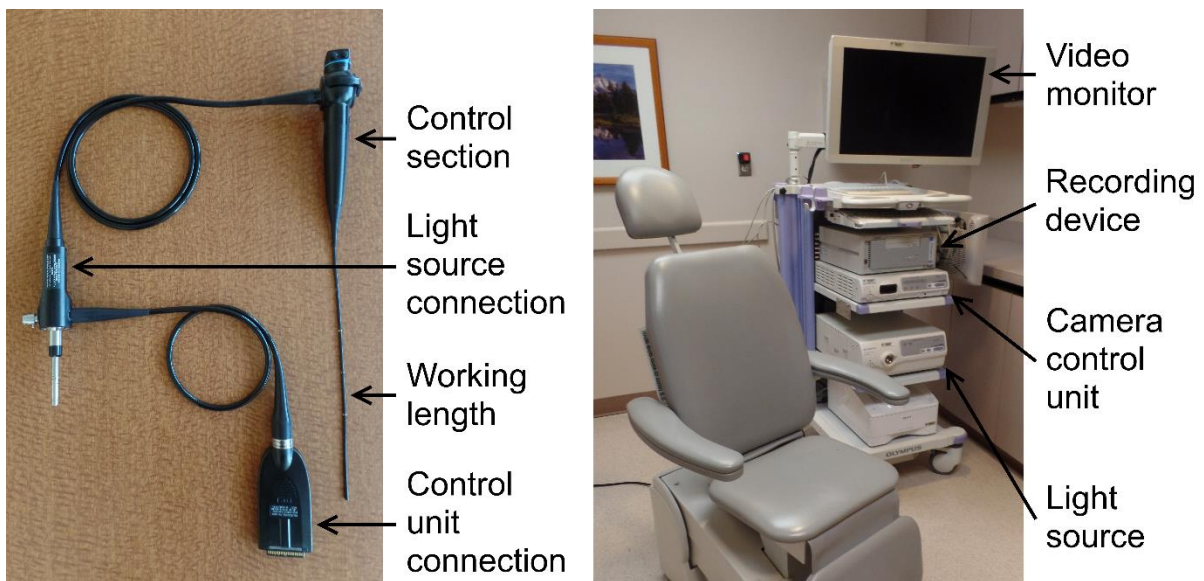 Control
section
Light
source
connection
Working
length
Control
unit
connection
Video
monitor
Recording
device
Camera
control
unit
Light
source
OLYMPUS